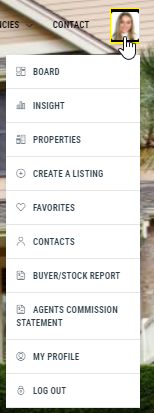 CONTACT
BOARD
INSIGHT
PROPERTIES
CREATE A LISTING
FAVORITES
CONTACTS
BUYER/STOCK REPORT
AGENTS COMMISSION
STATEMENT
MY PROFILE
LOG OUT